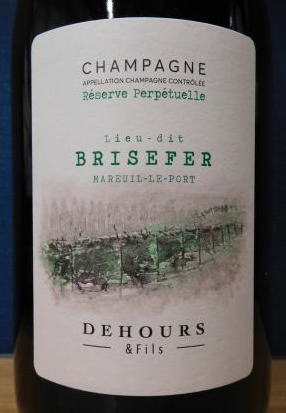 CHAMPAGNE
APPELLATION CHAMPAGNE CONTRÔLÉE
Réserve Perpétuelle
Lieu-dit
BRISEFER
MAREUIL-LE-PORT
DEHOURS
& Fils